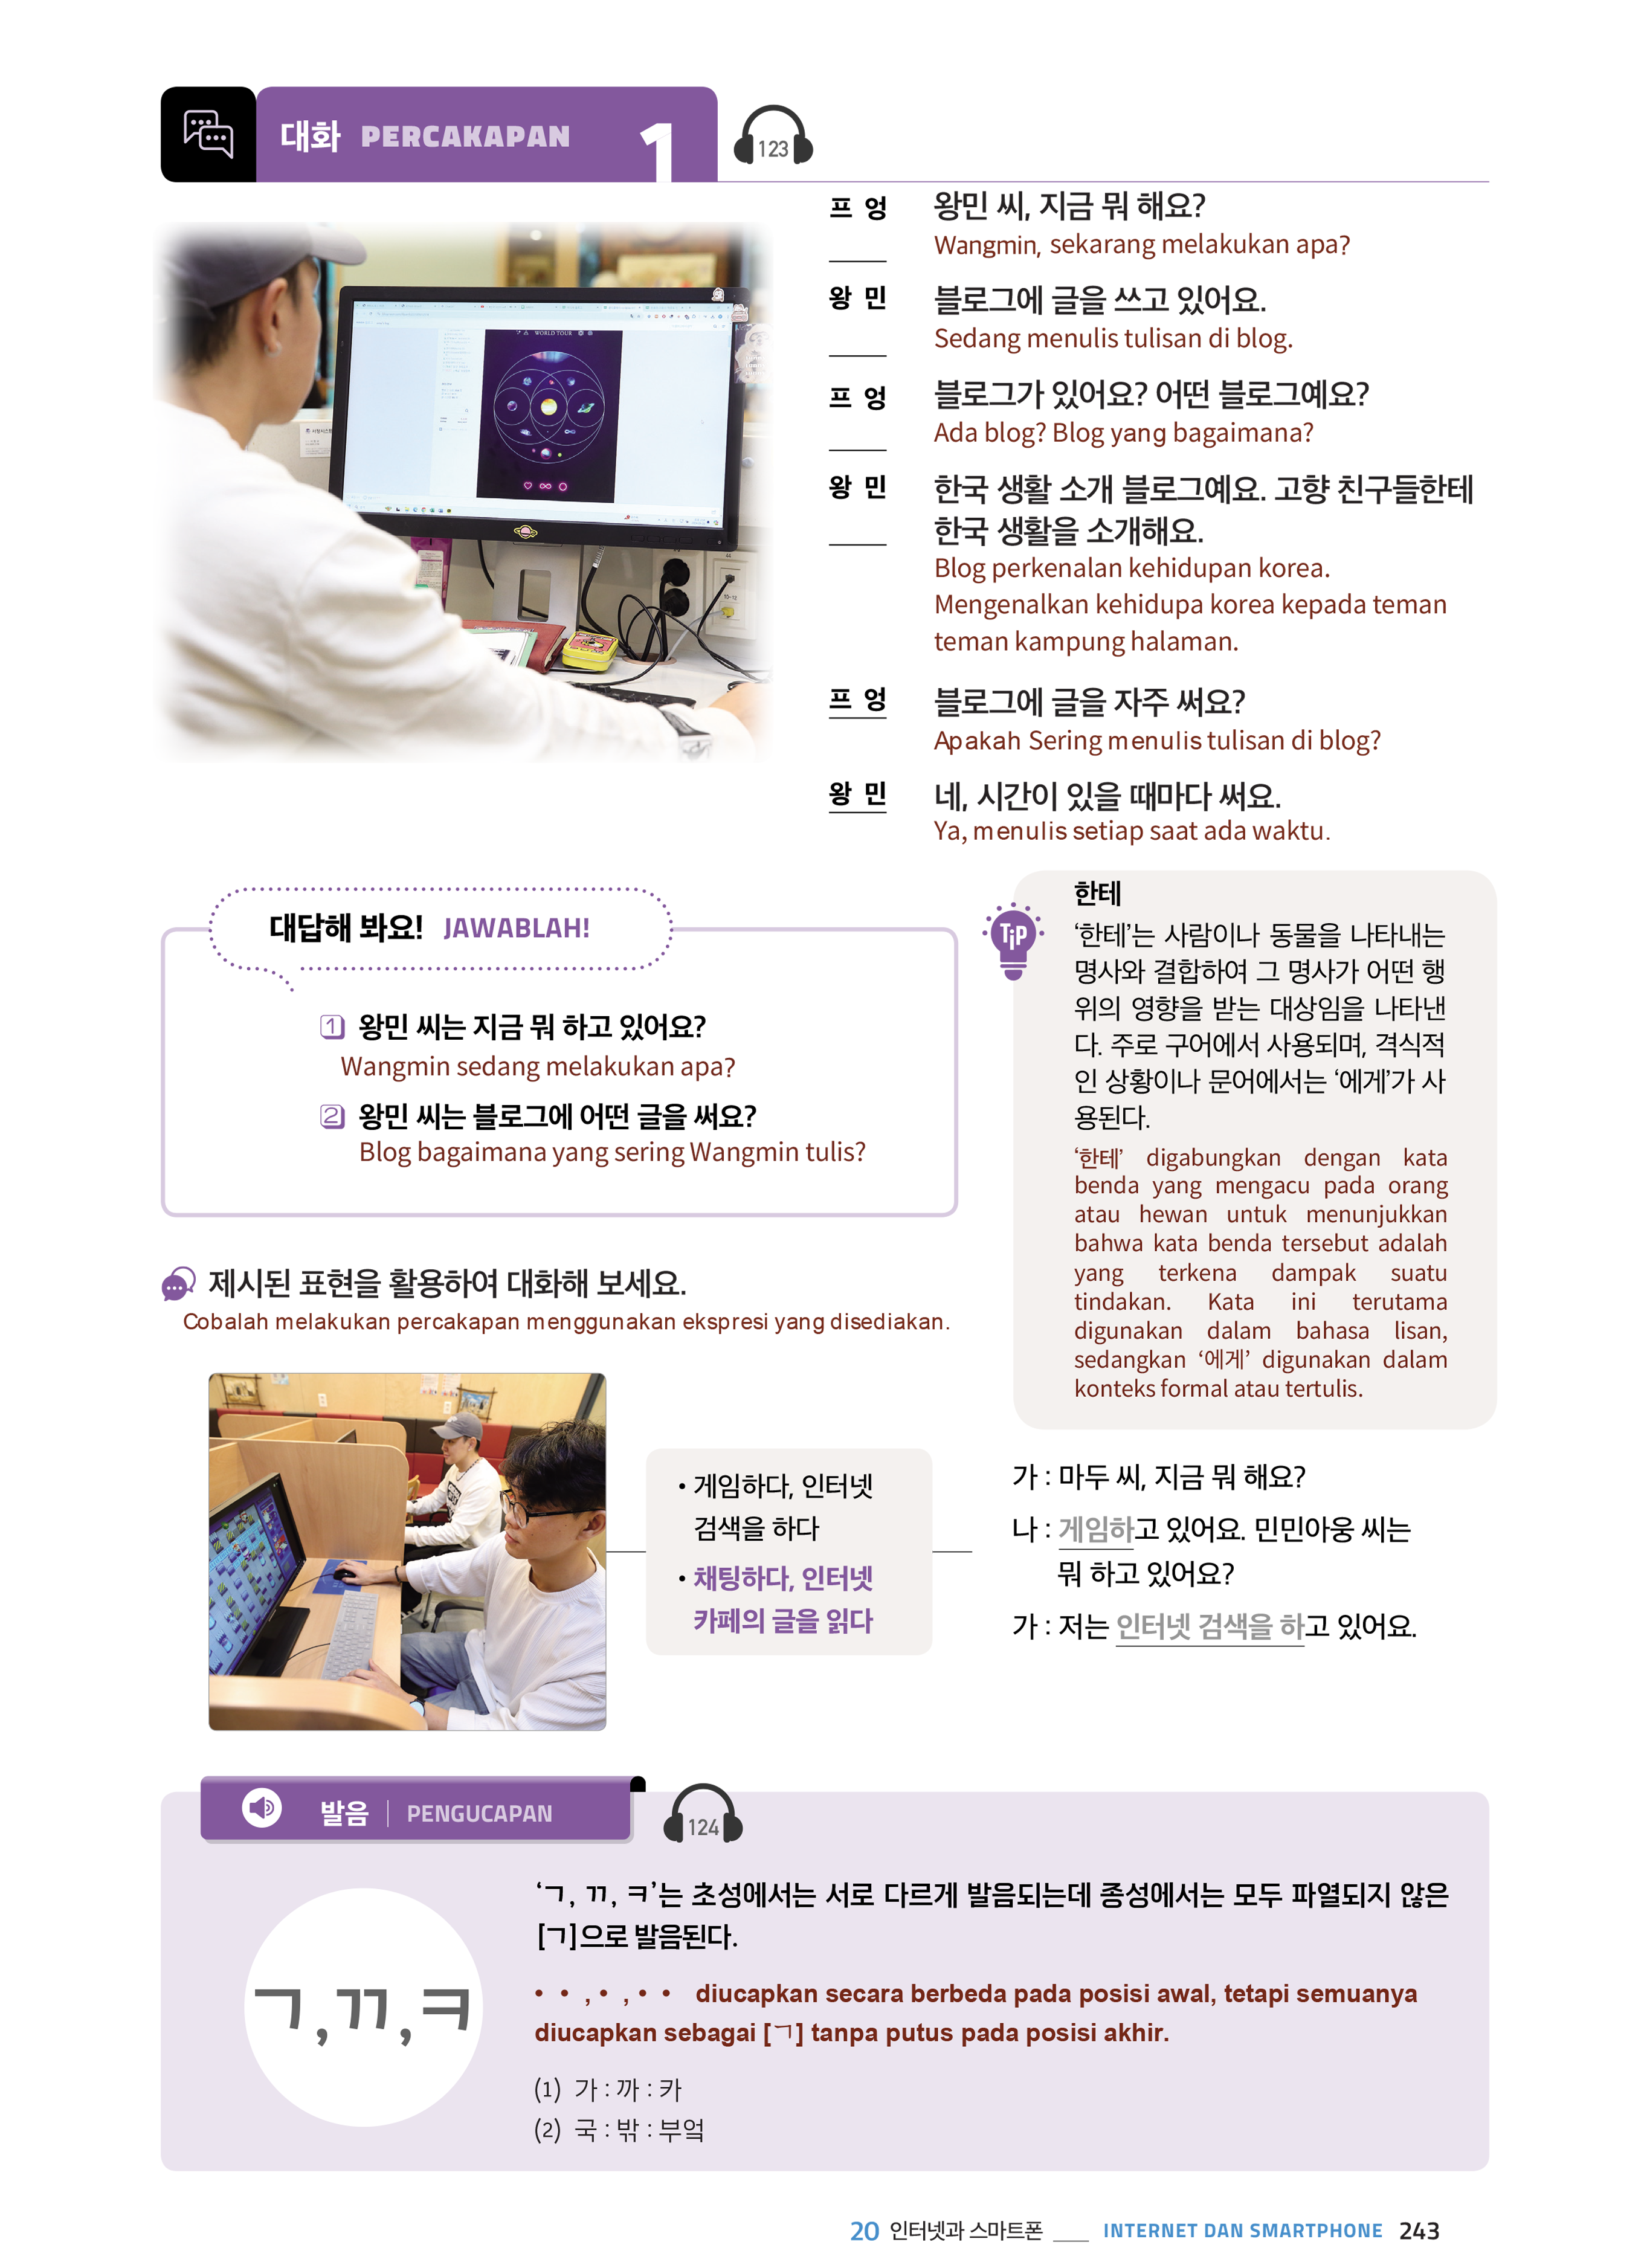 대화 PERCAKAPAN 1
123
프 엉 왕민 씨, 지금 뭐 해요?
Wangmin, sekarang melakukan apa?
왕 민 블로그에 글을 쓰고 있어요.
Sedang menulis tulisan di blog.
프 엉 블로그가 있어요? 어떤 블로그예요?
Ada blog? Blog yang bagaimana?
왕 민 한국 생활 소개 블로그예요. 고향 친구들한테
한국 생활을 소개해요.
Blog perkenalan kehidupan korea.
Mengenalkan kehidupa korea kepada teman
teman kampung halaman.
프 엉 블로그에 글을 자주 써요?
Apakah Sering menulis tulisan di blog?
왕 민 네, 시간이 있을 때마다 써요.
Ya, menulis setiap saat ada waktu.
WORLD TOUR
대답해 봐요! JAWABLAH!
1 왕민 씨는 지금 뭐 하고 있어요?
Wangmin sedang melakukan apa?
2 왕민 씨는 블로그에 어떤 글을 써요?
Blog bagaimana yang sering Wangmin tulis?
Tip
한테
‘한테’는 사람이나 동물을 나타내는
명사와 결합하여 그 명사가 어떤 행
위의 영향을 받는 대상임을 나타낸
다. 주로 구어에서 사용되며, 격식적
인 상황이나 문어에서는 ‘에게’가 사
용된다.
‘한테’ digabungkan dengan kata
benda yang mengacu pada orang
atau hewan untuk menunjukkan
bahwa kata benda tersebut adalah
yang terkena dampak suatu
tindakan. Kata ini terutama
digunakan dalam bahasa lisan,
sedangkan ‘에게’ digunakan dalam
konteks formal atau tertulis.
제시된 표현을 활용하여 대화해 보세요.
Cobalah melakukan percakapan menggunakan ekspresi yang disediakan.
• 게임하다, 인터넷
검색을 하다
• 채팅하다, 인터넷
카페의 글을 읽다
가 : 마두 씨, 지금 뭐 해요?
나 : 게임하고 있어요. 민민아웅 씨는
뭐 하고 있어요?
가 : 저는 인터넷 검색을 하고 있어요.
발음 | PENGUCAPAN
124
ㄱ,ㄲ,ㅋ
‘ㄱ, ㄲ, ㅋ’는 초성에서는 서로 다르게 발음되는데 종성에서는 모두 파열되지 않은
[ㄱ]으로 발음된다.
• • , • , • • diucapkan secara berbeda pada posisi awal, tetapi semuanya
diucapkan sebagai [ㄱ] tanpa putus pada posisi akhir.
(1) 가 : 까 : 카
(2) 국 : 밖 : 부엌
20 인터넷과 스마트폰 INTERNET DAN SMARTPHONE 243